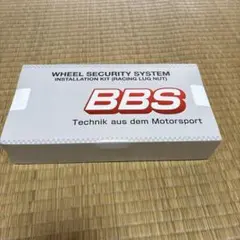 WHEEL SECURITY SYSTEM
INSTALLATION KIT (RACING LUG NUT)
BBS
Technik aus dem Motorsport